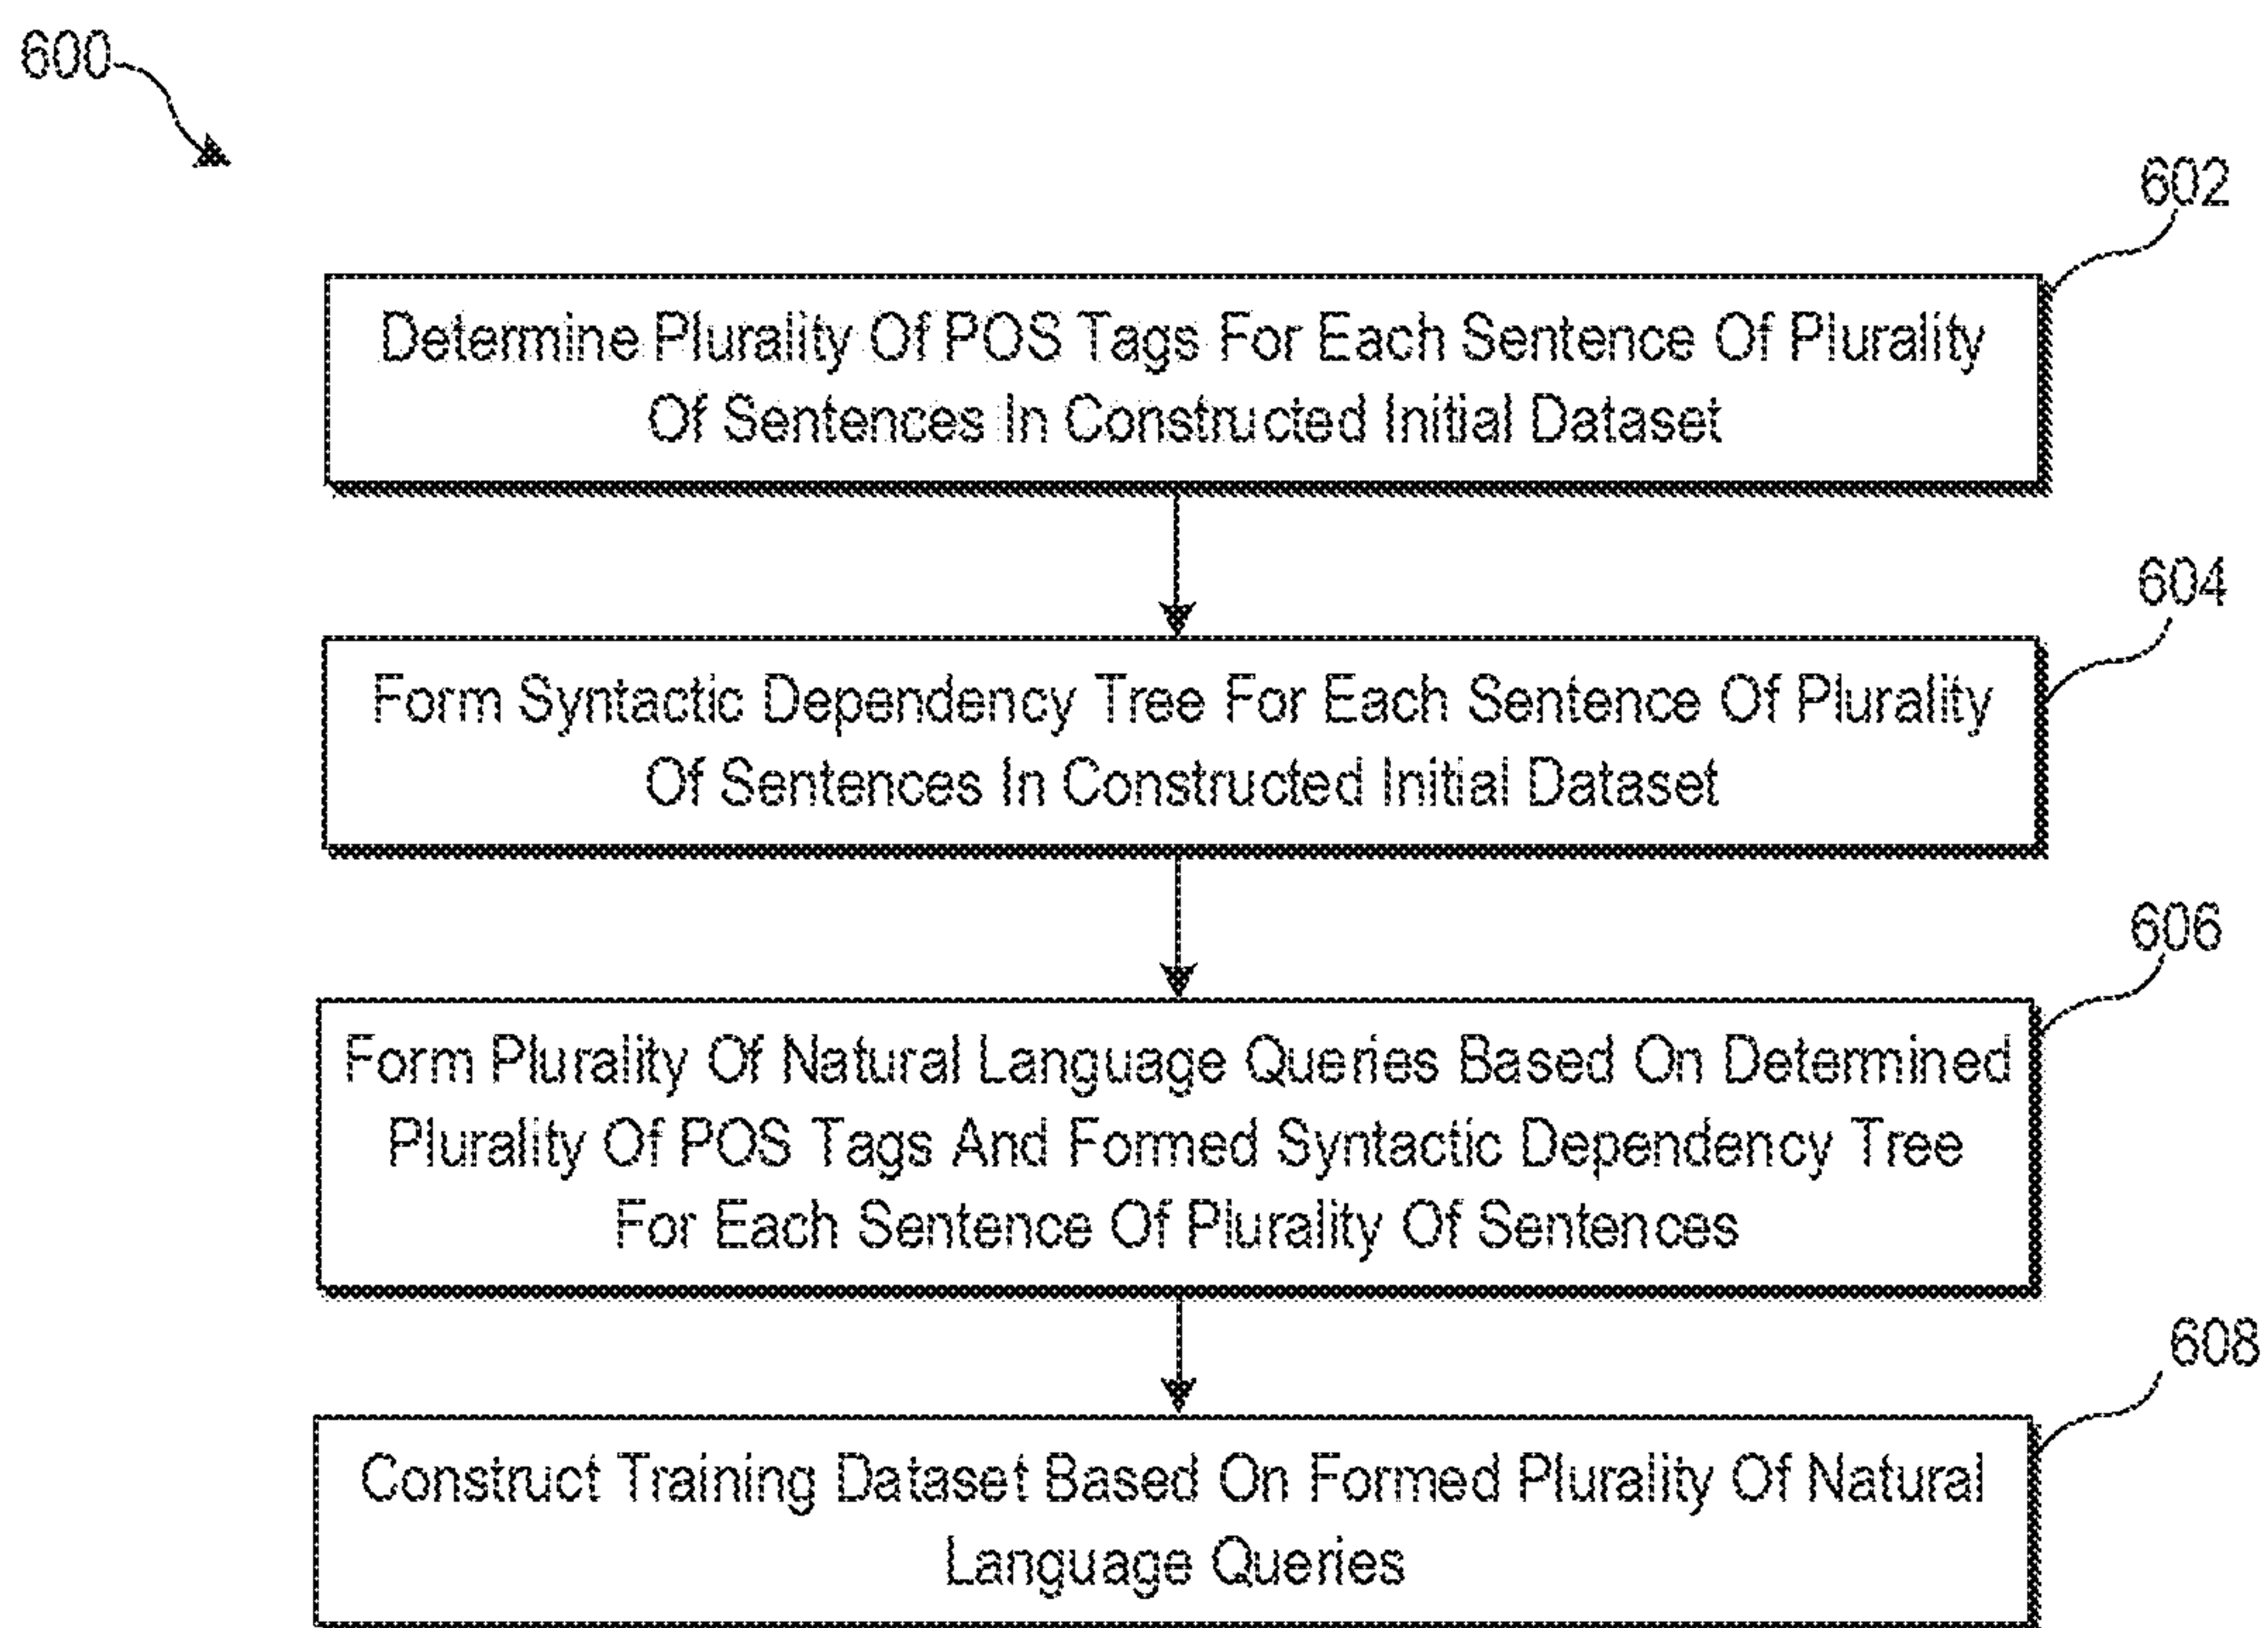 600
602
Determine Plurality Of POS Tags For Each Sentence Of Plurality
Of Sentences In Constructed Initial Dataset
604
Form Syntactic Dependency Tree For Each Sentence Of Plurality
Of Sentences In Constructed Initial Dataset
606
Form Plurality Of Natural Language Queries Based On Determined
Plurality Of POS Tags And Formed Syntactic Dependency Tree
For Each Sentence Of Plurality Of Sentences
608
Construct Training Dataset Based On Formed Plurality Of Natural
Language Queries